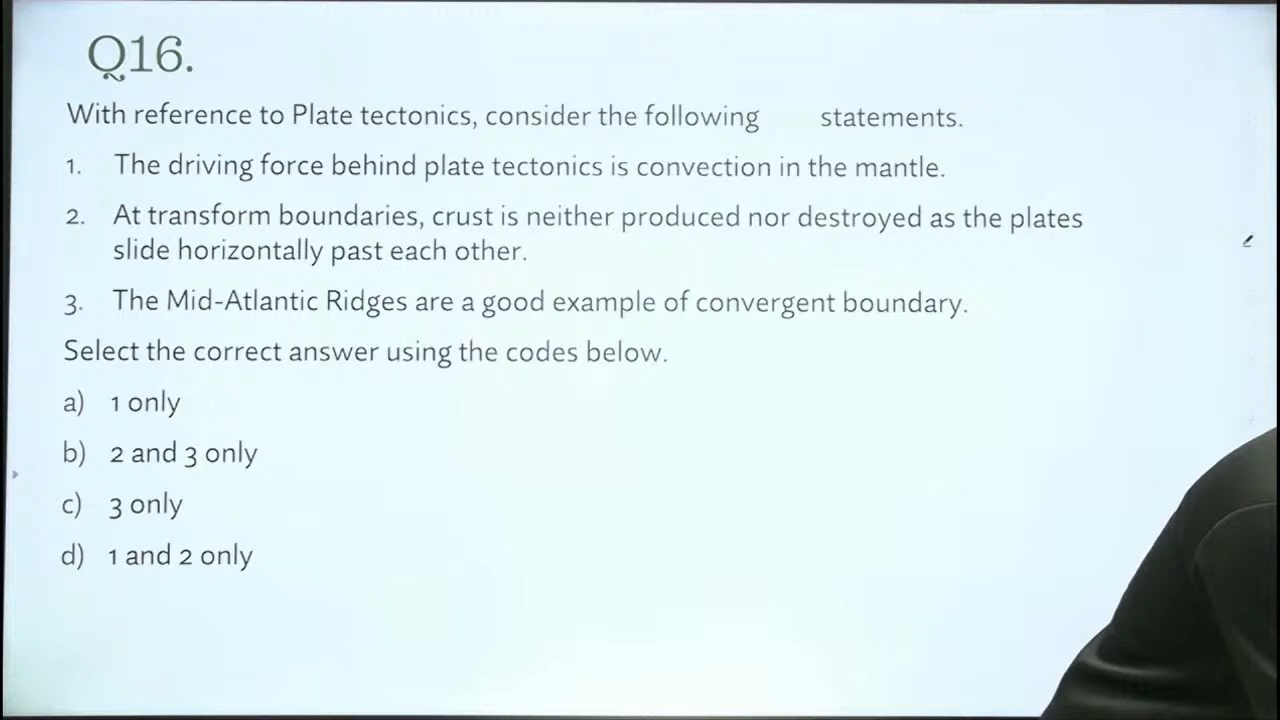 Q16.
With reference to Plate tectonics, consider the following statements.
1. The driving force behind plate tectonics is convection in the mantle.
2. At transform boundaries, crust is neither produced nor destroyed as the plates
slide horizontally past each other.
3. The Mid-Atlantic Ridges are a good example of convergent boundary.
Select the correct answer using the codes below.
a) 1 only
b) 2 and 3 only
c) 3 only
d) 1 and 2 only